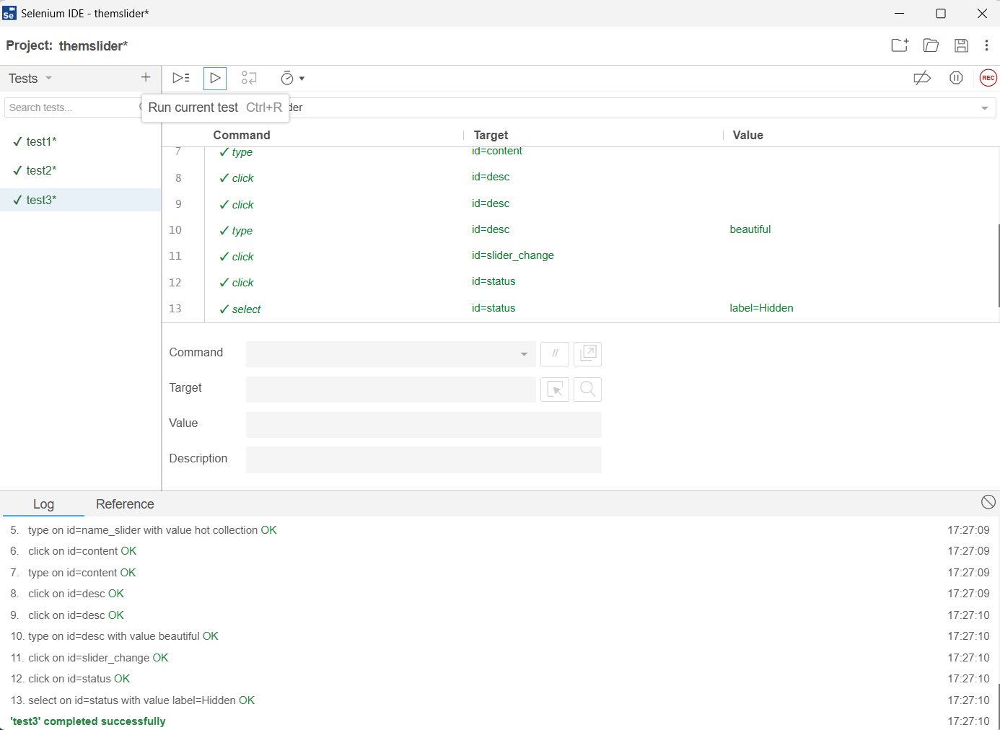 Selenium IDE - themslider*
Project: themslider*
Tests
Search tests...
Run current test Ctrl+R
der
REC
test1*
test2*
test3*
Command Target Value
7 type id=content
8 click id=desc
9 click id=desc
10 type id=desc beautiful
11 click id=slider_change
12 click id=status
13 select id=status label=Hidden
Command //
Target
Value
Description
Log Reference
5. type on id=name_slider with value hot collection OK 17:27:09
6. click on id=content OK 17:27:09
7. type on id=content OK 17:27:09
8. click on id=desc OK 17:27:09
9. click on id=desc OK 17:27:10
10. type on id=desc with value beautiful OK 17:27:10
11. click on id=slider_change OK 17:27:10
12. click on id=status OK 17:27:10
13. select on id=status with value label=Hidden OK 17:27:10
'test3' completed successfully 17:27:10